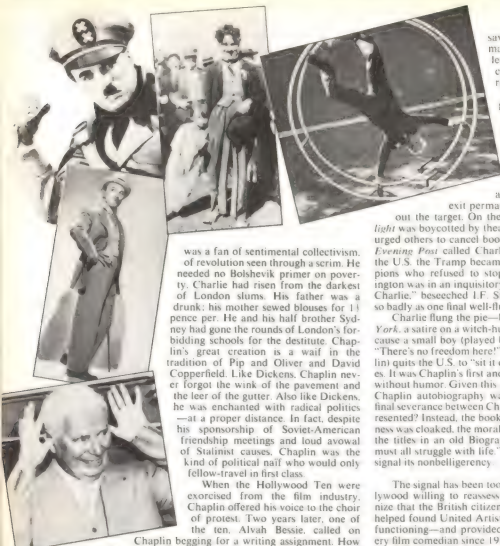 was a fan of sentimental collectivism,
of revolution seen through a scrim. He
needed no Bolshevik primer on pover-
ty. Charlie had risen from the darkest
of London slums. His father was a
drunk; his mother sewed blouses for 1½
pence per. He and his half brother Syd-
ney had gone the rounds of London's for-
bidding schools for the destitute. Chap-
lin's great creation is a waif in the
tradition of Pip and Oliver and David
Copperfield. Like Dickens, Chaplin nev-
er forgot the wink of the pavement and
the leer of the gutter. Also like Dickens,
he was enchanted with radical politics
—at a proper distance. In fact, despite
his sponsorship of Soviet-American
friendship meetings and loud avowal
of Stalinist causes, Chaplin was the
kind of political naïf who would only
fellow-travel in first class.
When the Hollywood Ten were
exorcised from the film industry,
Chaplin offered his voice to the choir
of protest. Two years later, one of
the ten, Alvah Bessie, called on
Chaplin begging for a writing assignment. How
sav
ma
le
c
r
a
exit perma
out the target. On the
light was boycotted by thea
urged others to cancel boo
Evening Post called Charl
the U.S. the Tramp becam
pions who refused to stop
ington was in an inquisitory
Charlie," beseeched I.F. S
so badly as one final well-fl
Charlie flung the pie—
York, a satire on a witch-h
cause a small boy (played
"There's no freedom here!"
lin) quits the U.S. to "sit it
es. It was Chaplin's first and
without humor. Given this
Chaplin autobiography wa
final severance between Ch
resented? Instead, the book
ness was cloaked, the moral
the titles in an old Biogra
must all struggle with life."
signal its nonbelligerency
The signal has been too
lywood willing to reassess
nize that the British citizen
helped found United Artis
functioning—and provided
ery film comedian since 19